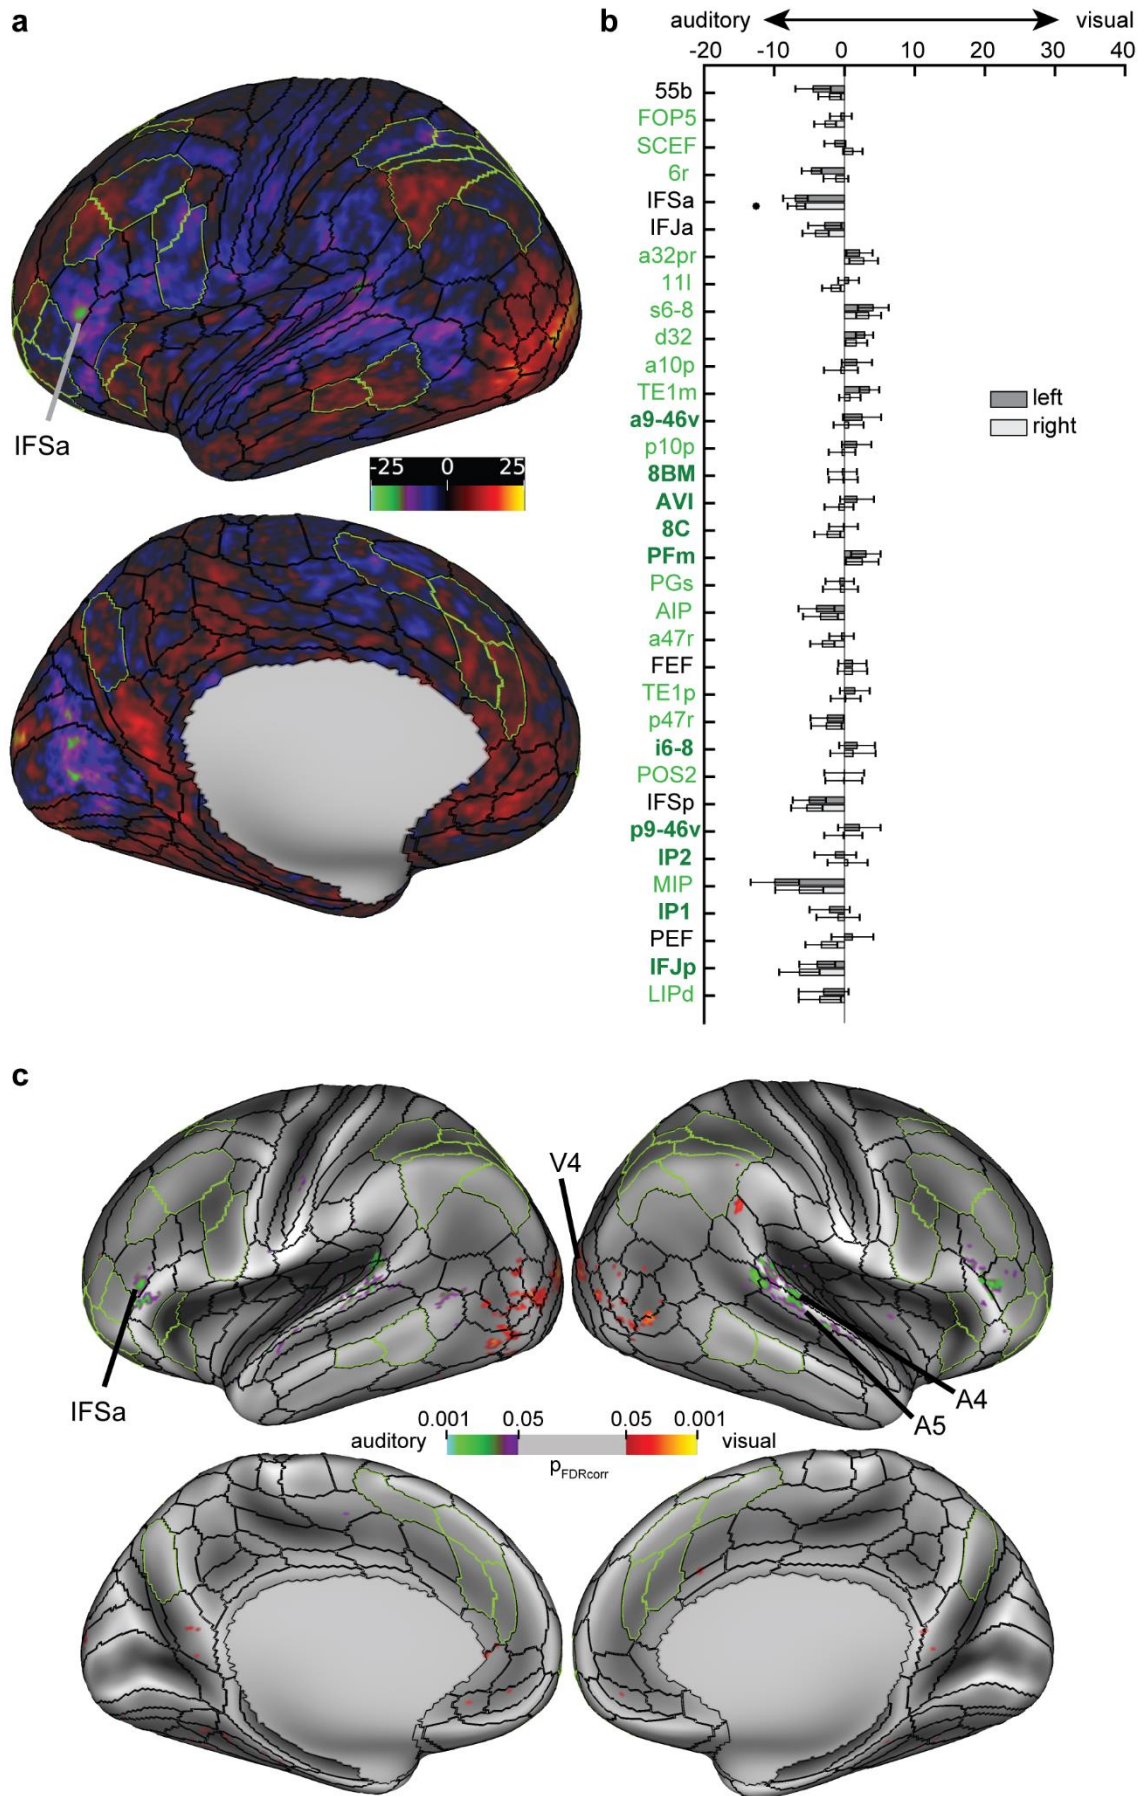 a
IFSa
-25 0 25
b
auditory visual
-20 -10 0 10 20 30 40
55b
FOP5
SCEF
6r
IFSa
IFJa
a32pr
11l
s6-8
d32
a10p
TE1m
a9-46v
p10p
8BM
AVI
8C
PFm
PGs
AIP
a47r
FEF
TE1p
p47r
i6-8
POS2
IFSp
p9-46v
IP2
MIP
IP1
PEF
IFJp
LIPd
left
right
c
V4
IFSa
A4
A5
0.001 0.05 0.05 0.001
auditory visual
pFDRcorr